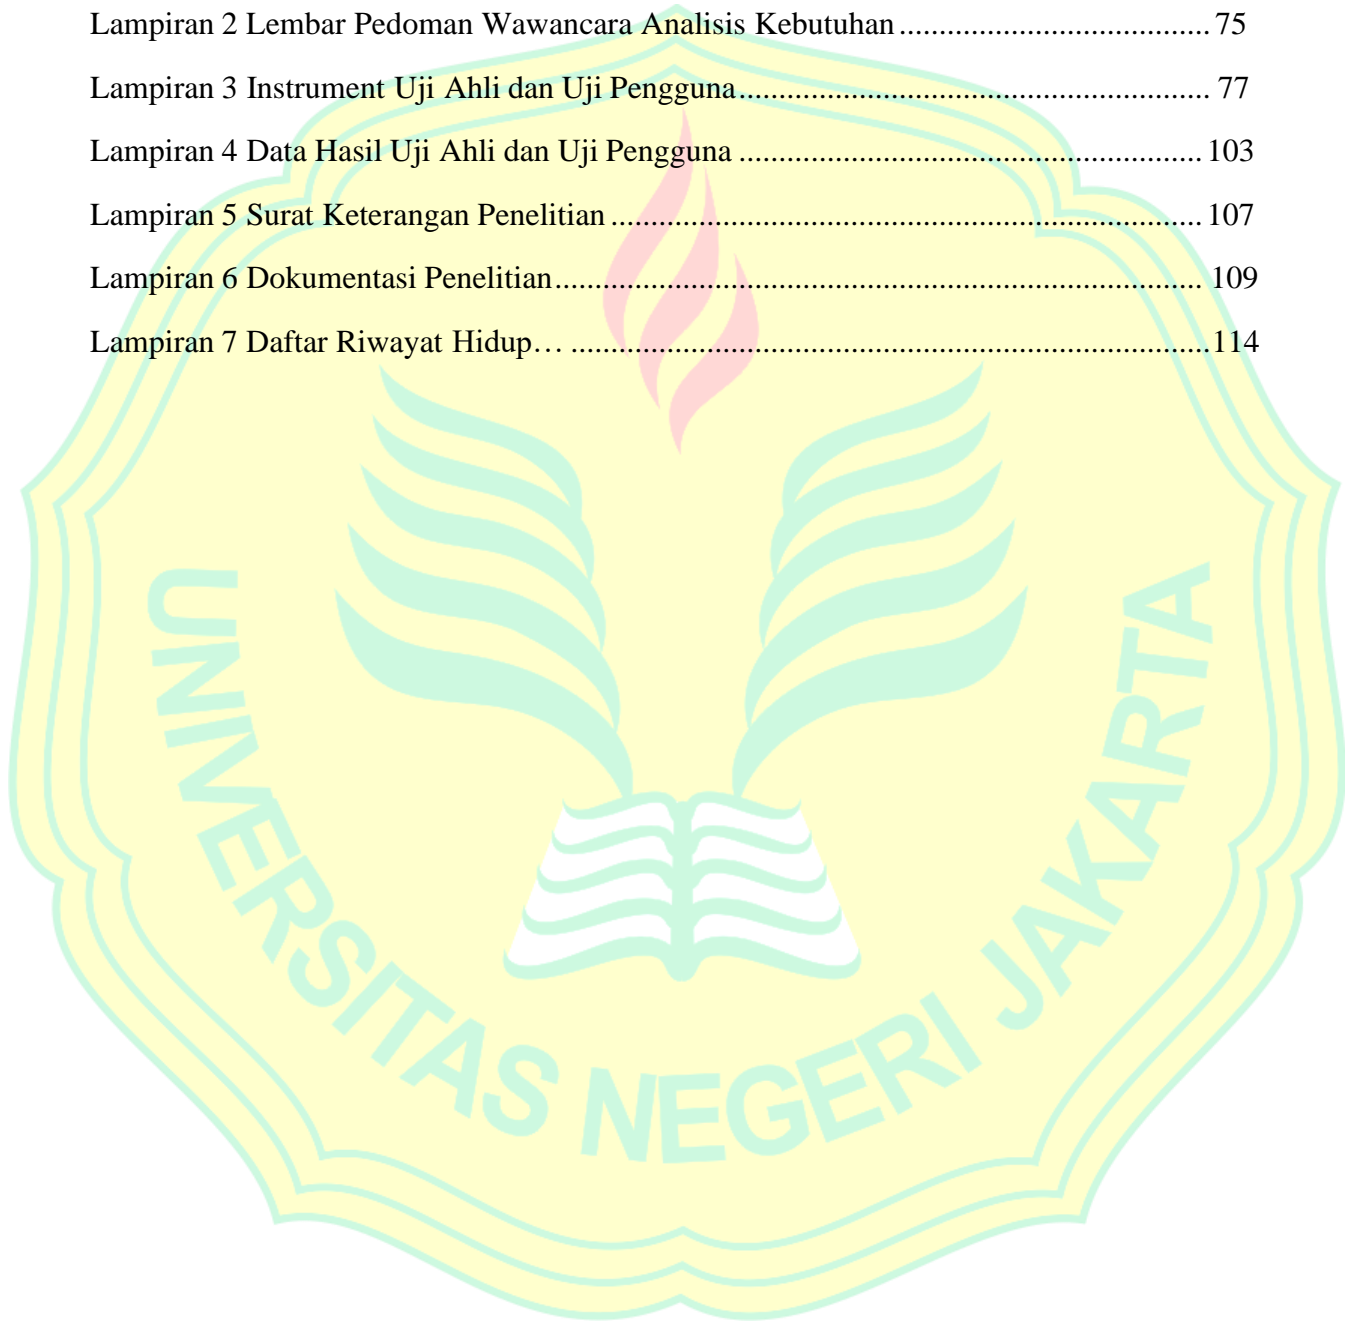 Lampiran 2 Lembar Pedoman Wawancara Analisis Kebutuhan ....................................... 75
Lampiran 3 Instrument Uji Ahli dan Uji Pengguna........................................................... 77
Lampiran 4 Data Hasil Uji Ahli dan Uji Pengguna .......................................................... 103
Lampiran 5 Surat Keterangan Penelitian .......................................................................... 107
Lampiran 6 Dokumentasi Penelitian................................................................................. 109
Lampiran 7 Daftar Riwayat Hidup… ................................................................................114
UNIVERSITAS NEGERI JAKARTA